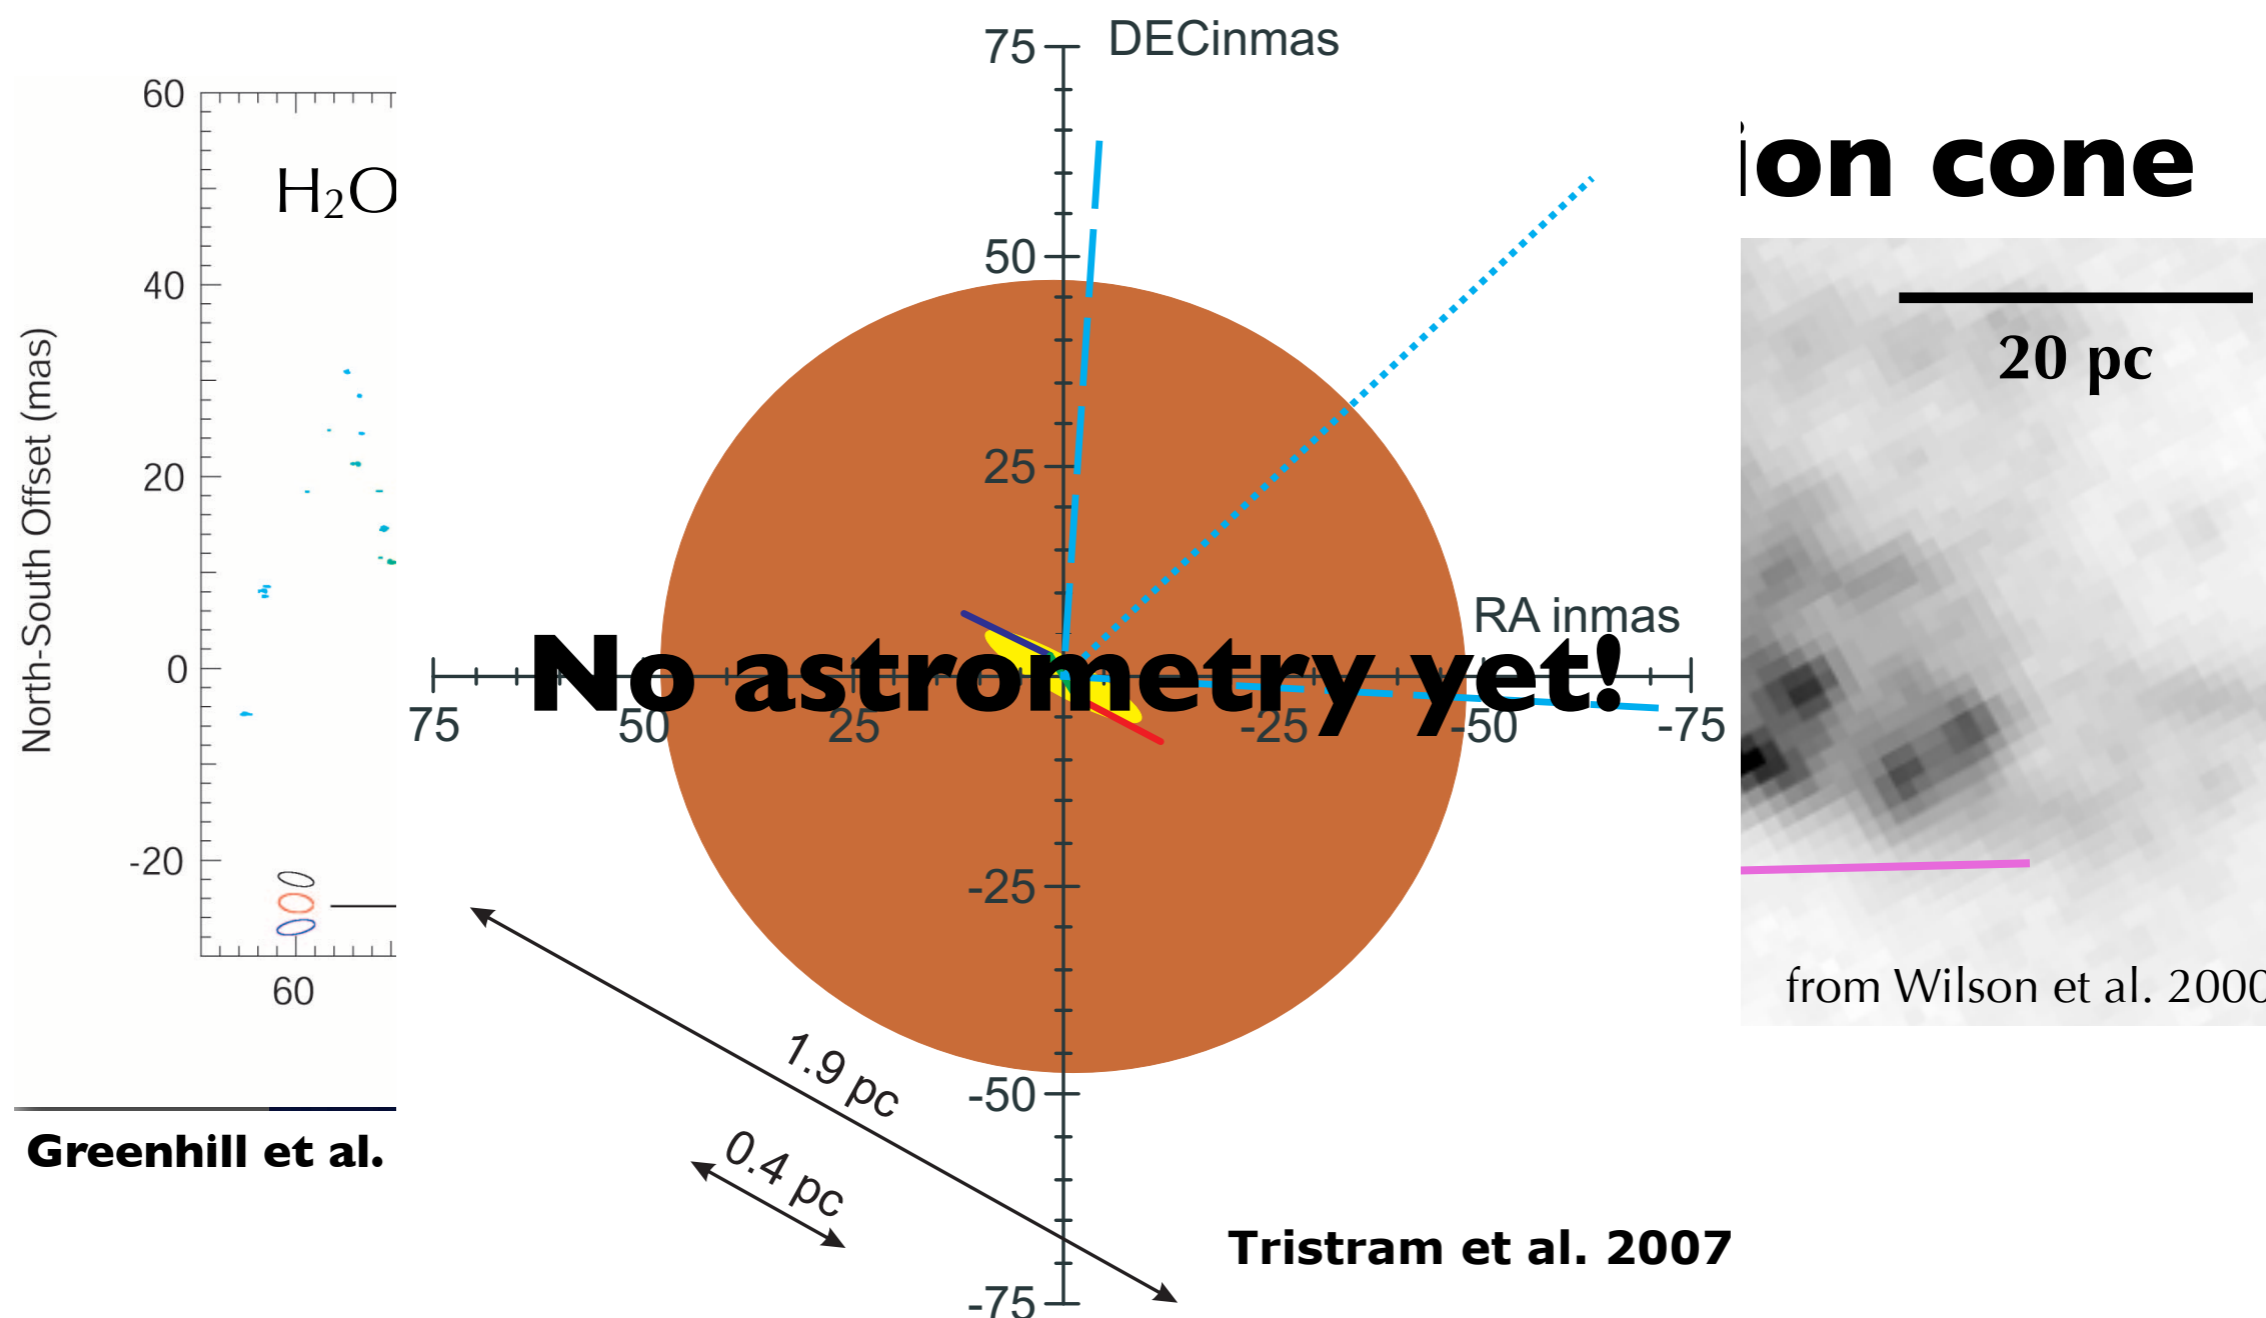 60
40
20
0
-20
60
North-South Offset (mas)
H₂O
Greenhill et al.
75
DECinmas
50
25
RA inmas
No astrometry yet!
75
50
25
-25
-50
-75
-25
-50
-75
1.9 pc
0.4 pc
Tristram et al. 2007
ion cone
20 pc
from Wilson et al. 2000